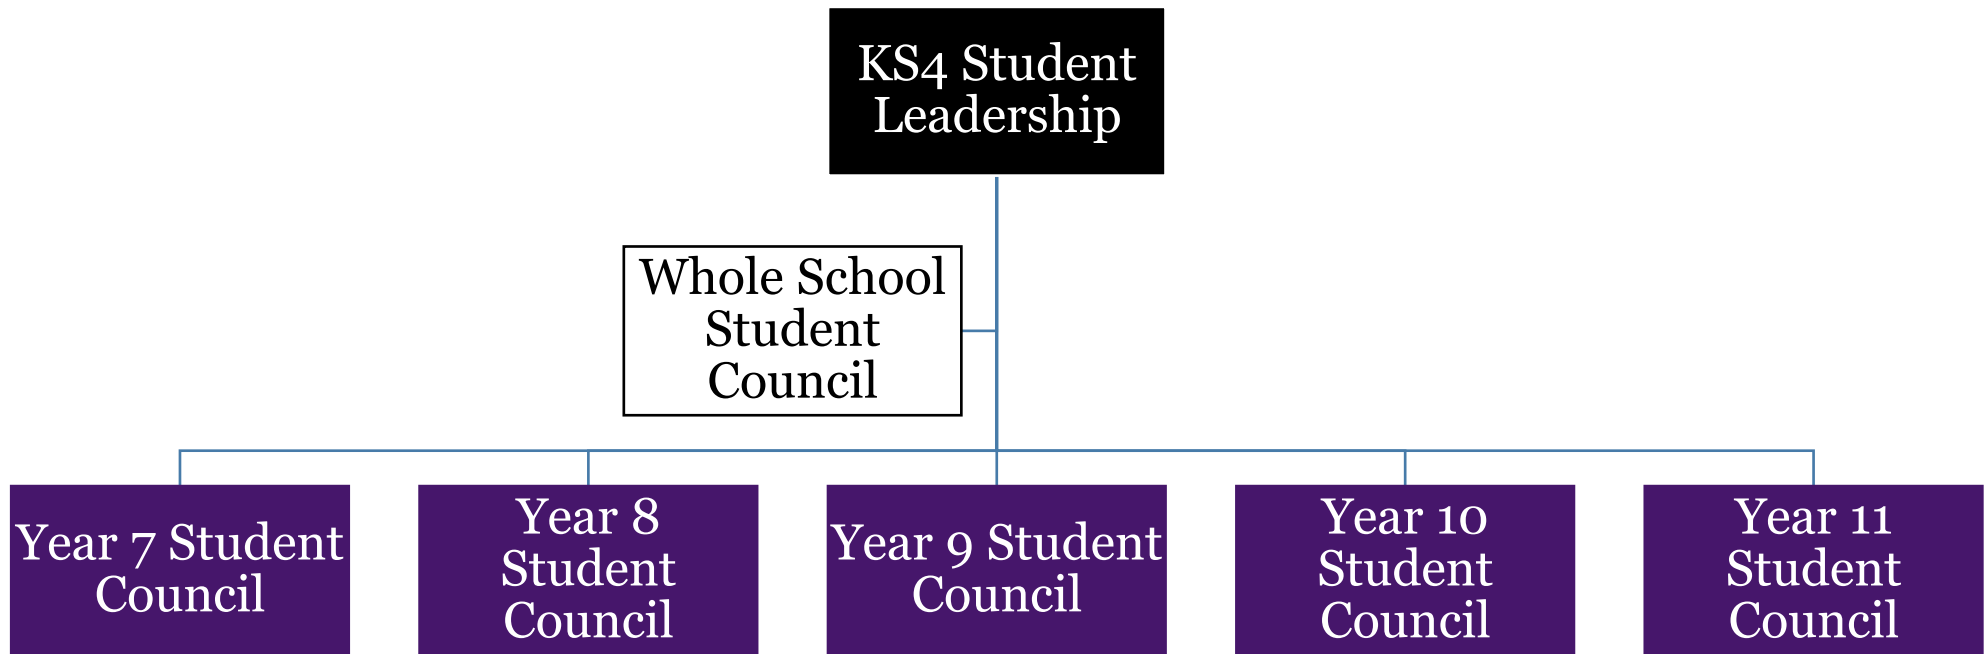 KS4 Student
Leadership
Whole School
Student
Council
Year 7 Student
Council
Year 8
Student
Council
Year 9 Student
Council
Year 10
Student
Council
Year 11
Student
Council